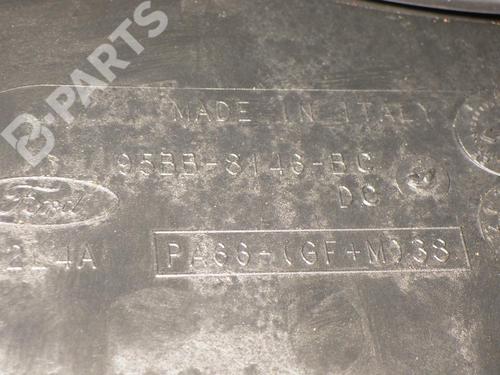 B-PARTS
MADE IN ITALY
95BB-8146-BC
DC
Ford
2L4A
PA66-(GF+M)38